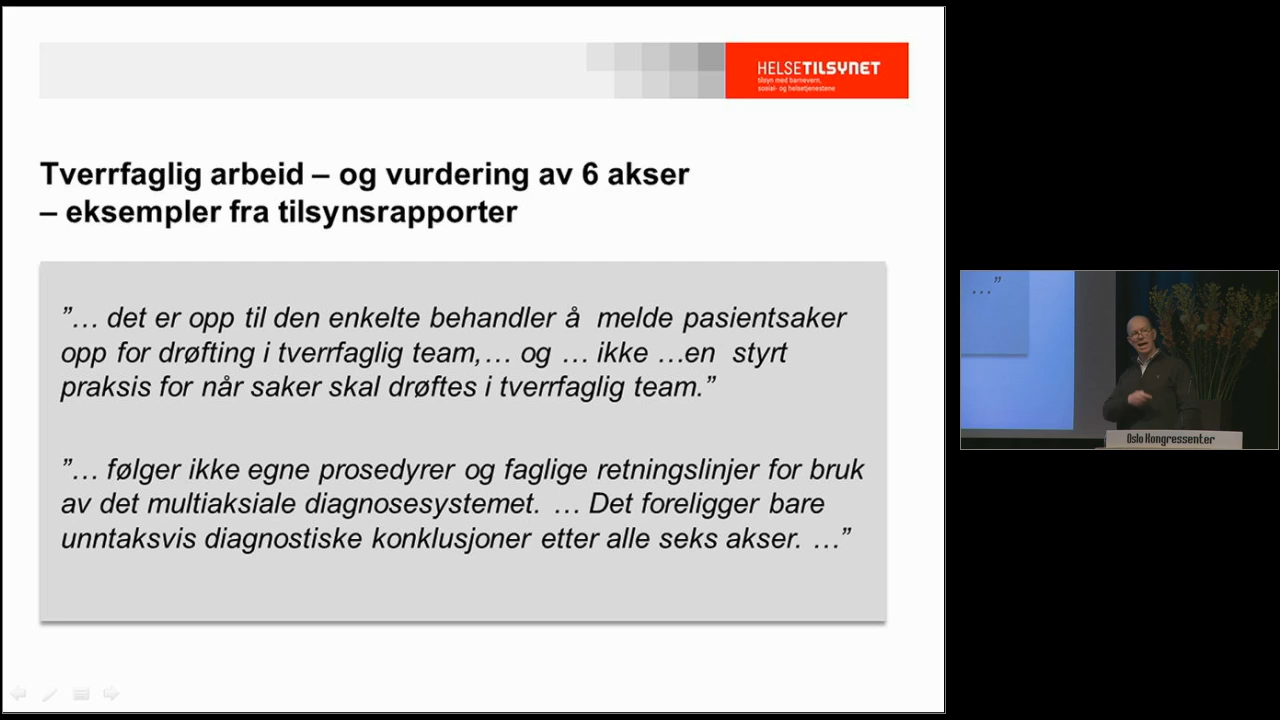 HELSETILSYNET
tilsyn med barnevern,
sosial- og helsetjenestene
Tverrfaglig arbeid – og vurdering av 6 akser
– eksempler fra tilsynsrapporter
”… det er opp til den enkelte behandler å melde pasientsaker
opp for drøfting i tverrfaglig team,… og … ikke …en styrt
praksis for når saker skal drøftes i tverrfaglig team.”
”… følger ikke egne prosedyrer og faglige retningslinjer for bruk
av det multiaksiale diagnosesystemet. … Det foreligger bare
unntaksvis diagnostiske konklusjoner etter alle seks akser. …”
…”
Oslo Kongressenter